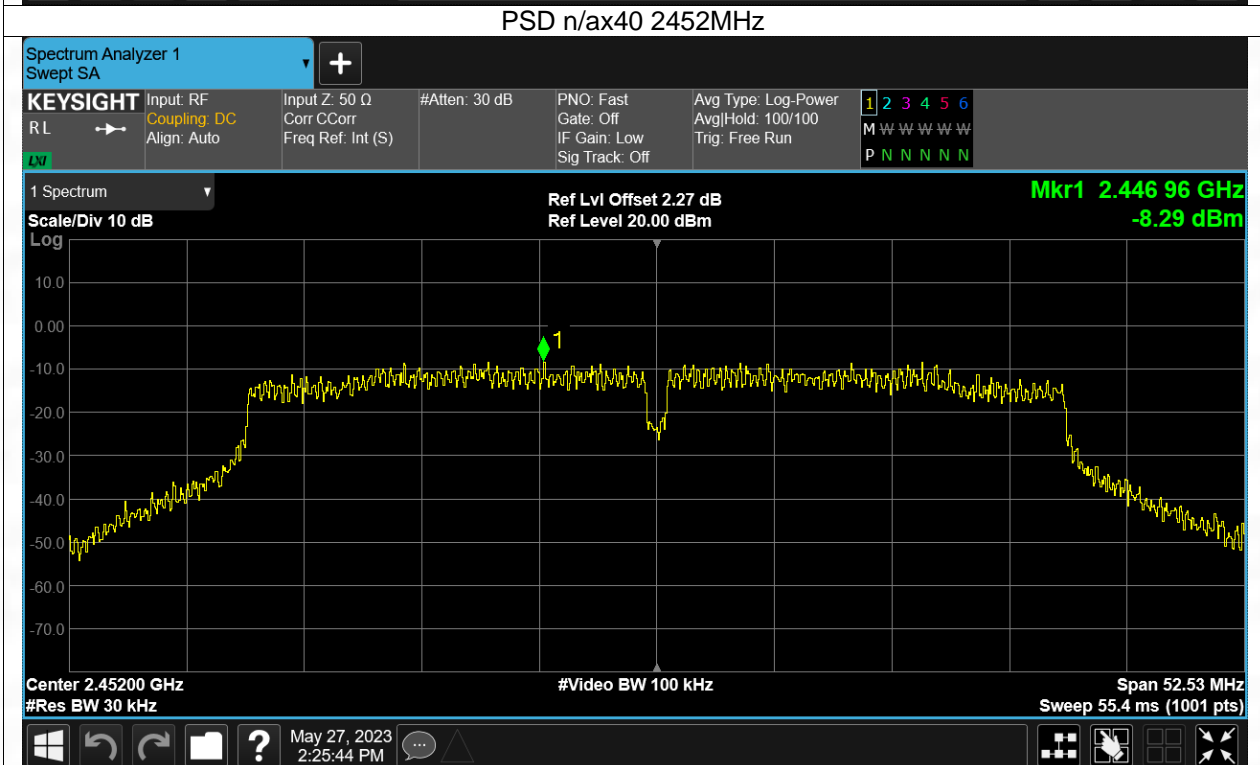 PSD n/ax40 2452MHz
Spectrum Analyzer 1
Swept SA
KEYSIGHT
R L
LXI
Input: RF
Coupling: DC
Align: Auto
Input Z: 50 Ω
Corr CCorr
Freq Ref: Int (S)
#Atten: 30 dB
PNO: Fast
Gate: Off
IF Gain: Low
Sig Track: Off
Avg Type: Log-Power
Avg|Hold: 100/100
Trig: Free Run
1 2 3 4 5 6
M W W W W W
P N N N N N
1 Spectrum
Scale/Div 10 dB
Log
Ref Lvl Offset 2.27 dB
Ref Level 20.00 dBm
Mkr1 2.446 96 GHz
-8.29 dBm
10.0
0.00
1
-10.0
-20.0
-30.0
-40.0
-50.0
-60.0
-70.0
Center 2.45200 GHz
#Res BW 30 kHz
#Video BW 100 kHz
Span 52.53 MHz
Sweep 55.4 ms (1001 pts)
?
May 27, 2023
2:25:44 PM